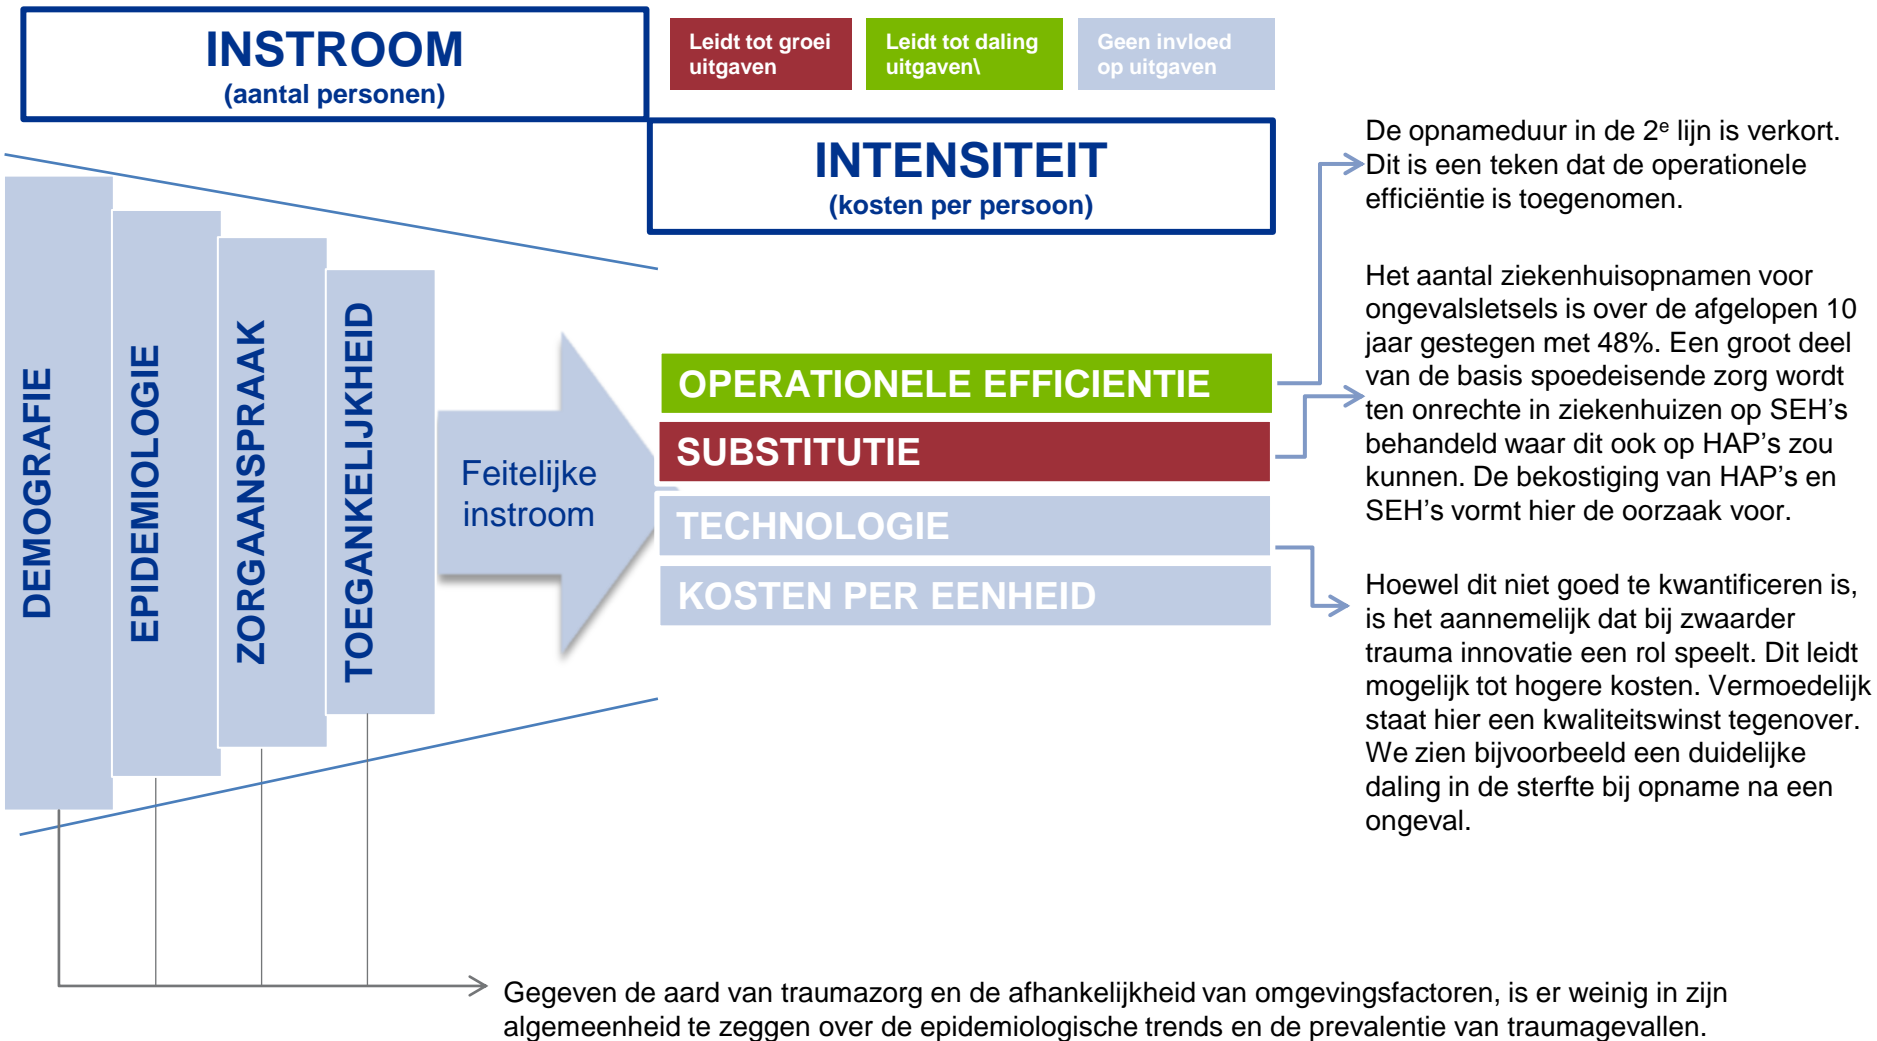 INSTROOM
(aantal personen)
Leidt tot groei
uitgaven
Leidt tot daling
uitgaven\
Geen invloed
op uitgaven
INTENSITEIT
(kosten per persoon)
DEMOGRAFIE
EPIDEMIOLOGIE
ZORGAANSPRAAK
TOEGANKELIJKHEID
Feitelijke
instroom
OPERATIONELE EFFICIENTIE
SUBSTITUTIE
TECHNOLOGIE
KOSTEN PER EENHEID
De opnameduur in de 2e lijn is verkort.
Dit is een teken dat de operationele
efficiëntie is toegenomen.
Het aantal ziekenhuisopnamen voor
ongevalsletsels is over de afgelopen 10
jaar gestegen met 48%. Een groot deel
van de basis spoedeisende zorg wordt
ten onrechte in ziekenhuizen op SEH's
behandeld waar dit ook op HAP's zou
kunnen. De bekostiging van HAP's en
SEH's vormt hier de oorzaak voor.
Hoewel dit niet goed te kwantificeren is,
is het aannemelijk dat bij zwaarder
trauma innovatie een rol speelt. Dit leidt
mogelijk tot hogere kosten. Vermoedelijk
staat hier een kwaliteitswinst tegenover.
We zien bijvoorbeeld een duidelijke
daling in de sterfte bij opname na een
ongeval.
Gegeven de aard van traumazorg en de afhankelijkheid van omgevingsfactoren, is er weinig in zijn
algemeenheid te zeggen over de epidemiologische trends en de prevalentie van traumagevallen.